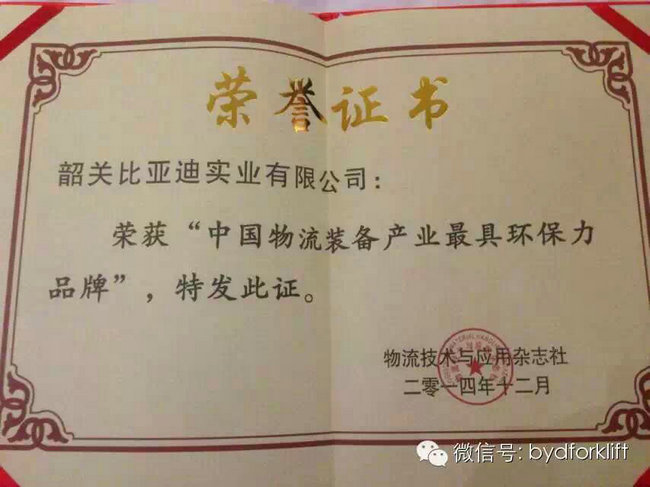 荣誉证书
韶关比亚迪实业有限公司：
荣获“中国物流装备产业最具环保力
品牌”，特发此证。
物流技术与应用杂志社
二零一四年十二月
微信号: bydforklift